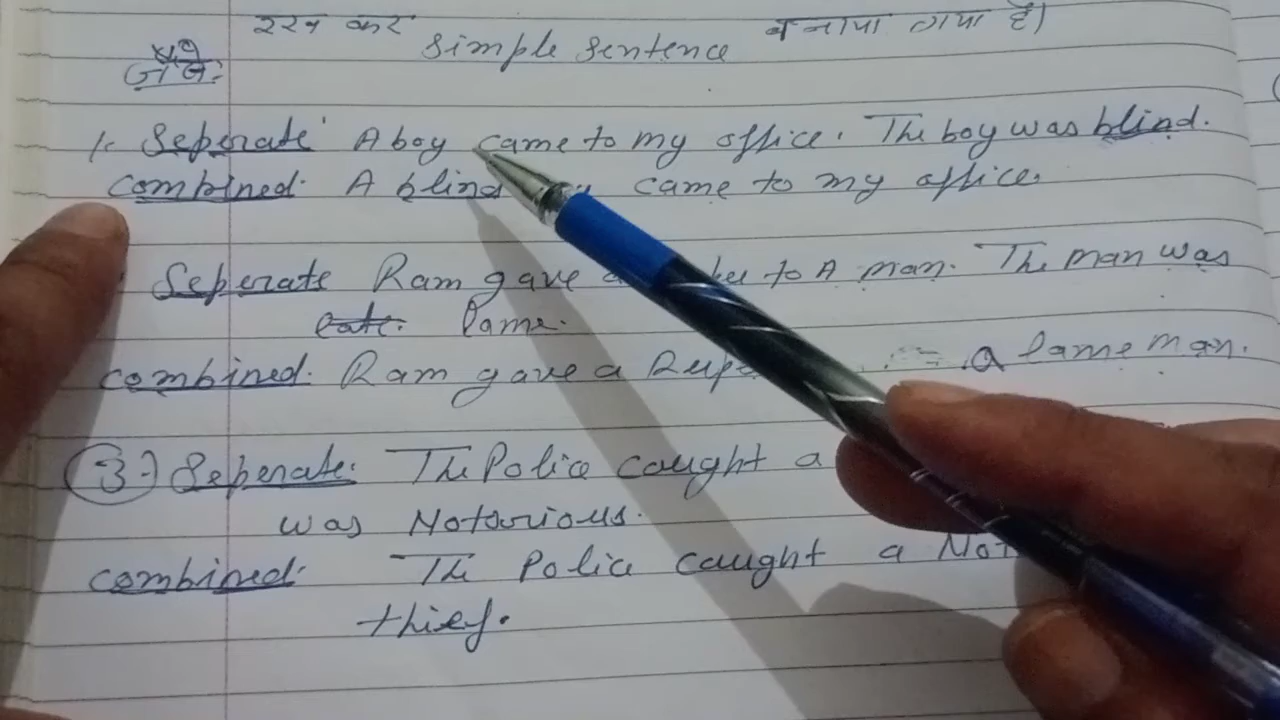 रखकर बनाया गया है।
Simple Sentence
1. Seperate A boy came to my office. The boy was blind.
combined. A blind came to my office.
Seperate Ram gave to A man. The man was
lame.
combined. Ram gave a a lame man.
3. Seperate. The Police caught a
was Notorious.
combined. The Police caught a
thief.